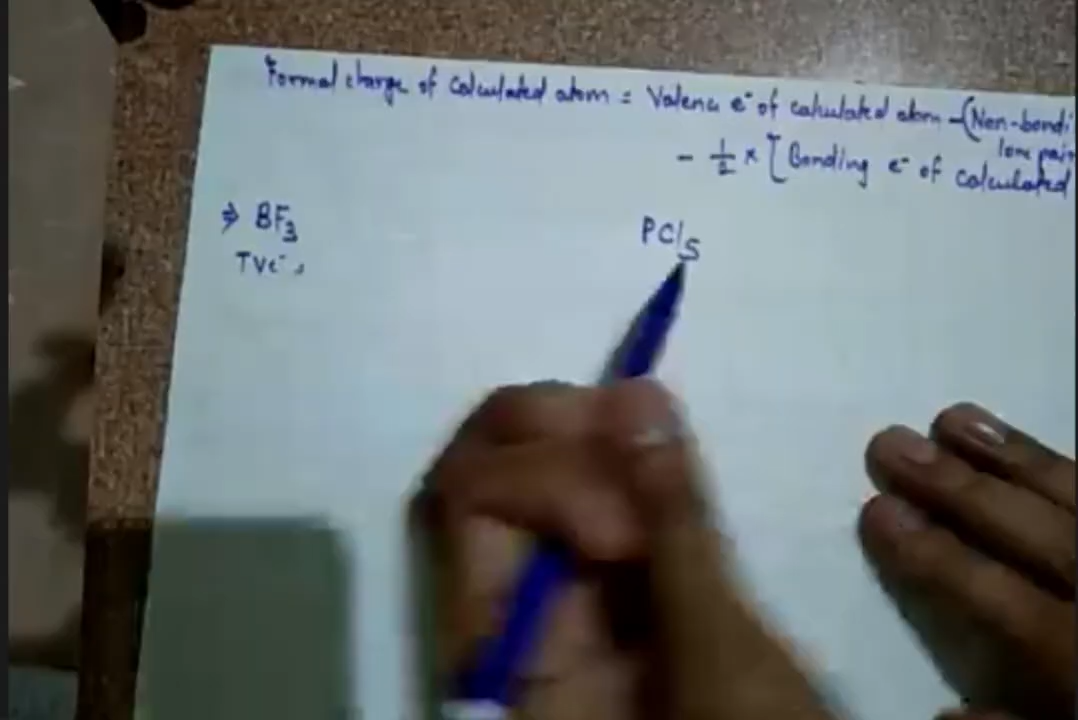 Formal charge of calculated atom = Valence e⁻ of calculated atom - (Non-bondi
lone pair
- 1/2 × [Bonding e⁻ of calculated
⇒ BF₃
PCl₅
TVe⁻,